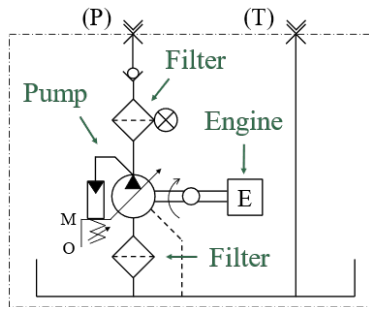 (P) (T)
Filter
Pump
Engine
E
M
O
Filter